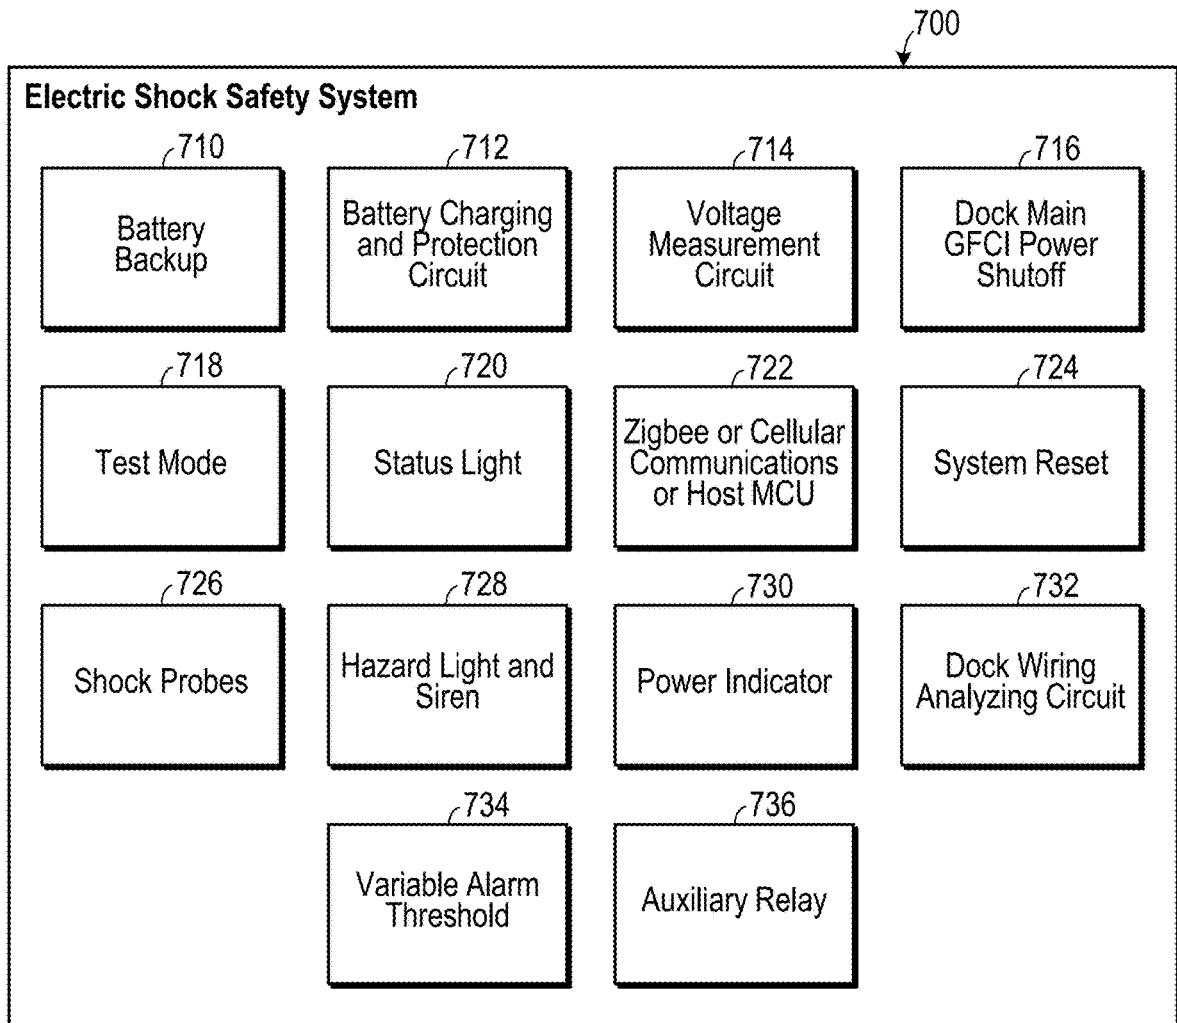 700
Electric Shock Safety System
710
Battery
Backup
712
Battery Charging
and Protection
Circuit
714
Voltage
Measurement
Circuit
716
Dock Main
GFCI Power
Shutoff
718
Test Mode
720
Status Light
722
Zigbee or Cellular
Communications
or Host MCU
724
System Reset
726
Shock Probes
728
Hazard Light and
Siren
730
Power Indicator
732
Dock Wiring
Analyzing Circuit
734
Variable Alarm
Threshold
736
Auxiliary Relay